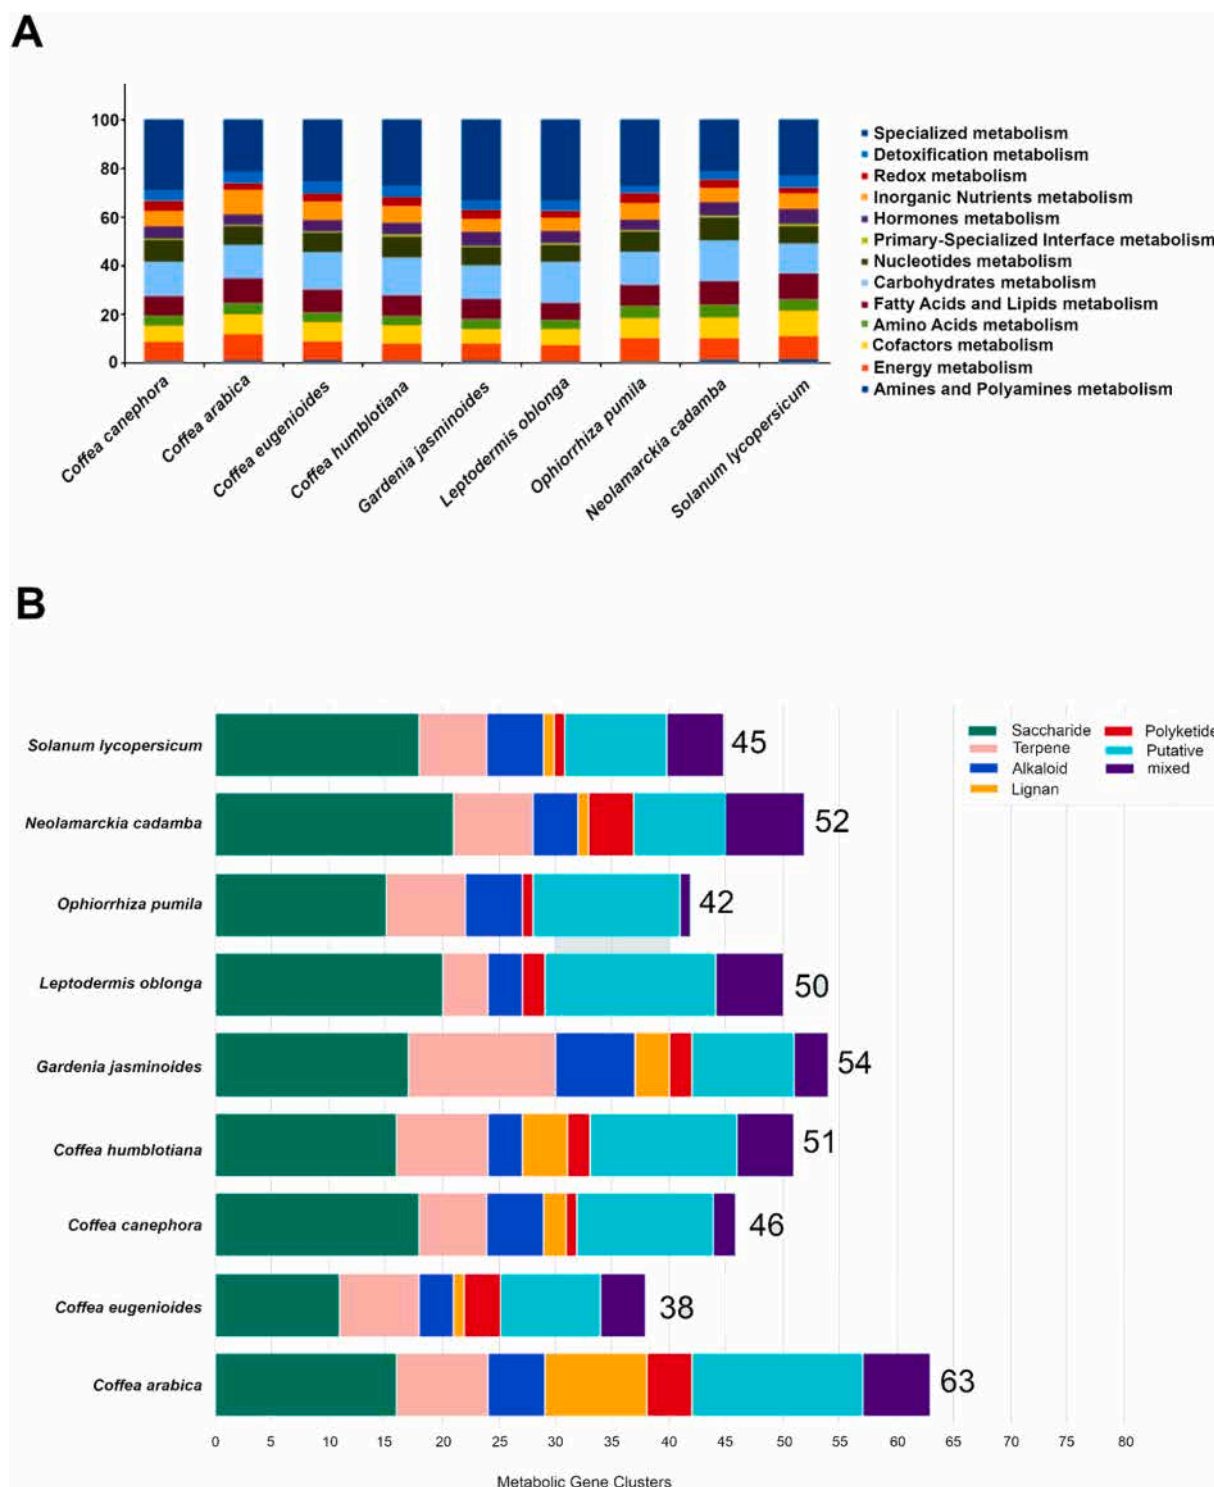 A
100
80
60
40
20
0
Coffea canephora
Coffea arabica
Coffea eugenioides
Coffea humblotiana
Gardenia jasminoides
Leptodermis oblonga
Ophiorrhiza pumila
Neolamarckia cadamba
Solanum lycopersicum
Specialized metabolism
Detoxification metabolism
Redox metabolism
Inorganic Nutrients metabolism
Hormones metabolism
Primary-Specialized Interface metabolism
Nucleotides metabolism
Carbohydrates metabolism
Fatty Acids and Lipids metabolism
Amino Acids metabolism
Cofactors metabolism
Energy metabolism
Amines and Polyamines metabolism
B
Solanum lycopersicum 45
Neolamarckia cadamba 52
Ophiorrhiza pumila 42
Leptodermis oblonga 50
Gardenia jasminoides 54
Coffea humblotiana 51
Coffea canephora 46
Coffea eugenioides 38
Coffea arabica 63
Saccharide Polyketide
Terpene Putative
Alkaloid mixed
Lignan
0 5 10 15 20 25 30 35 40 45 50 55 60 65 70 75 80
Metabolic Gene Clusters